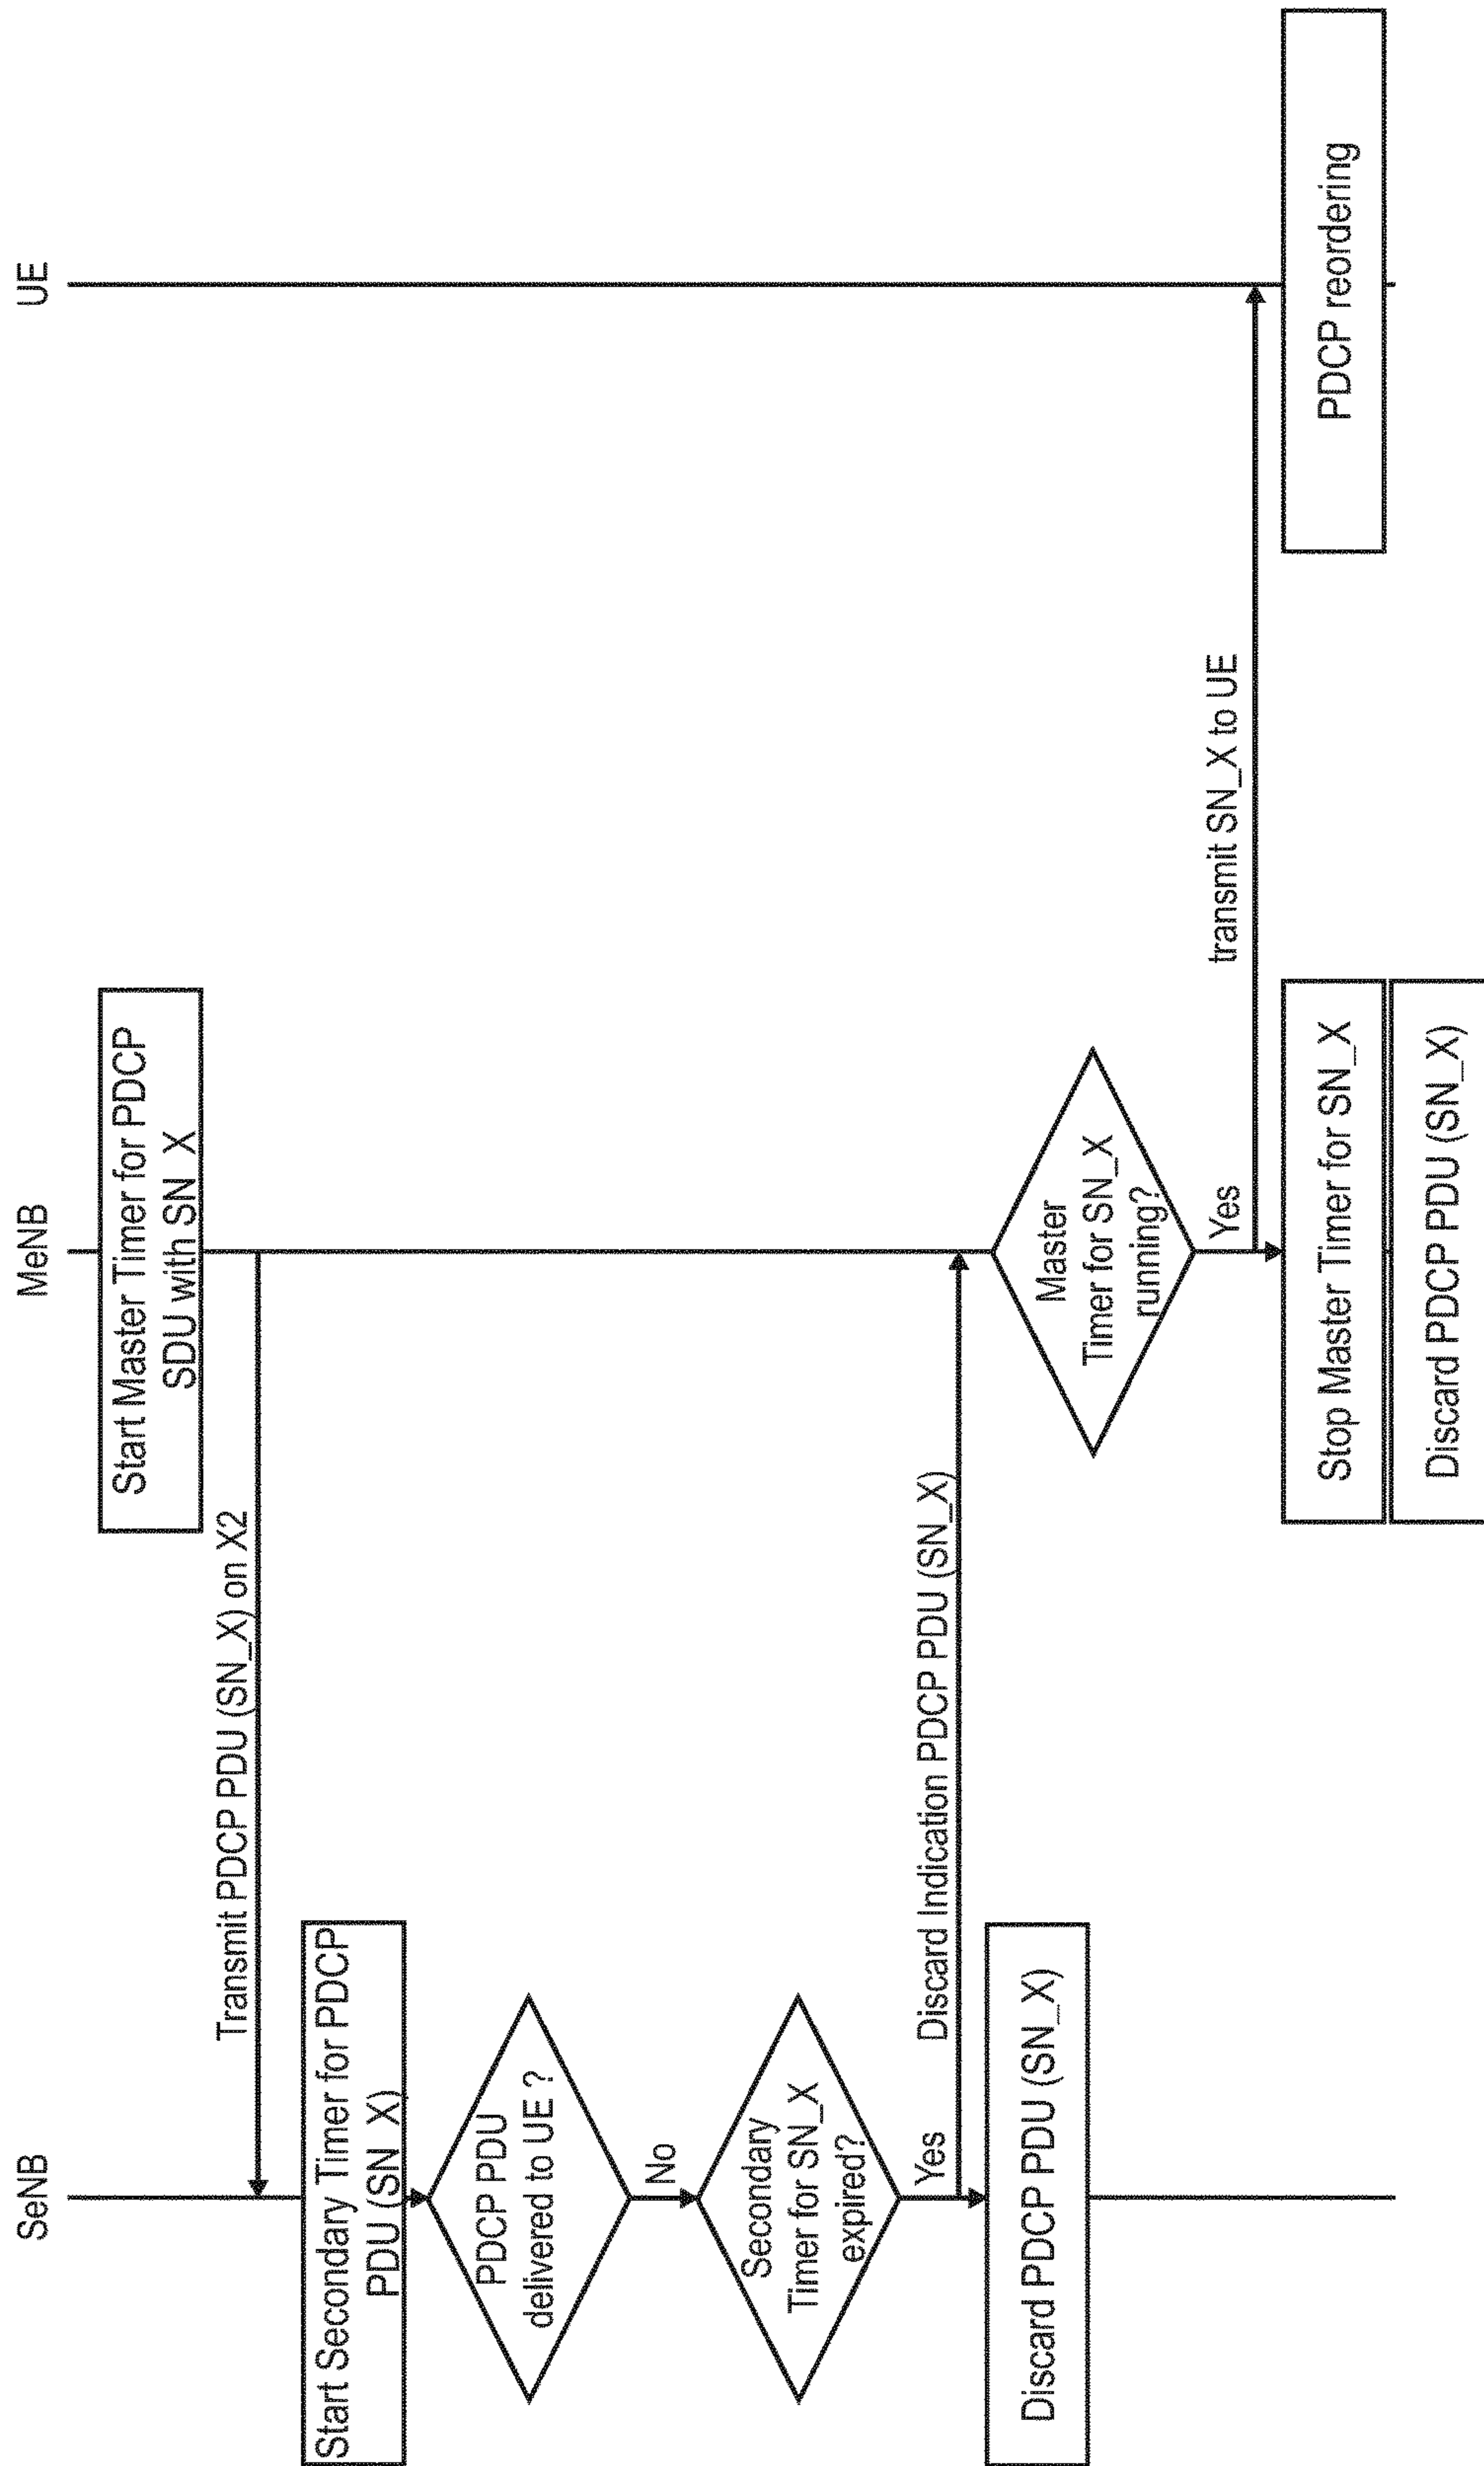 SeNB
MeNB
UE
Start Master Timer for PDCP
SDU with SN_X
Transmit PDCP PDU (SN_X) on X2
Start Secondary Timer for PDCP
PDU (SN_X)
PDCP PDU
delivered to UE ?
No
Secondary
Timer for SN_X
expired?
Yes
Discard Indication PDCP PDU (SN_X)
Discard PDCP PDU (SN_X)
Master
Timer for SN_X
running?
Yes
transmit SN_X to UE
Stop Master Timer for SN_X
Discard PDCP PDU (SN_X)
PDCP reordering